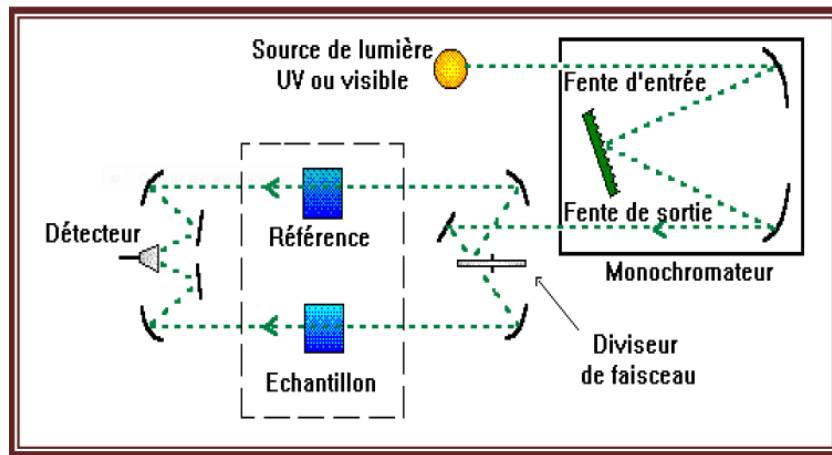 Source de lumière
UV ou visible
Fente d'entrée
Fente de sortie
Monochromateur
Détecteur
Référence
Echantillon
Diviseur
de faisceau